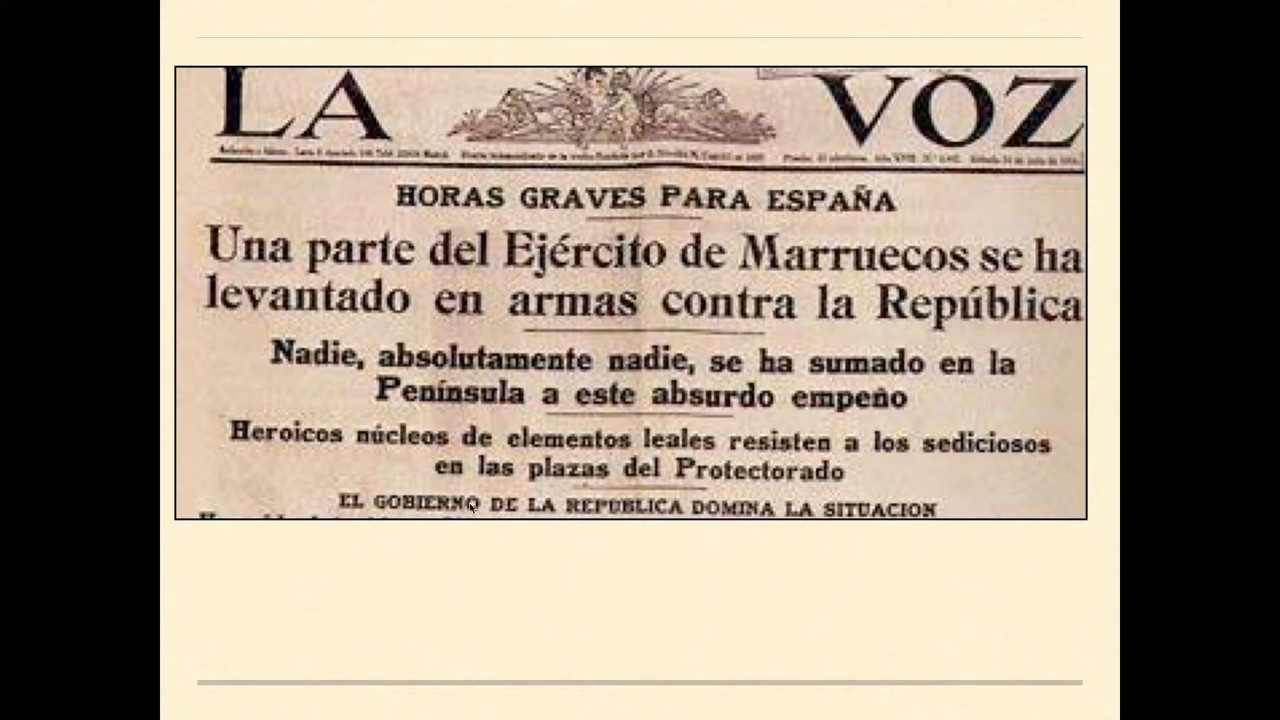 LA VOZ
HORAS GRAVES PARA ESPAÑA
Una parte del Ejército de Marruecos se ha
levantado en armas contra la República
Nadie, absolutamente nadie, se ha sumado en la
Península a este absurdo empeño
Heroicos núcleos de elementos leales resisten a los sediciosos
en las plazas del Protectorado
EL GOBIERNO DE LA REPUBLICA DOMINA LA SITUACION